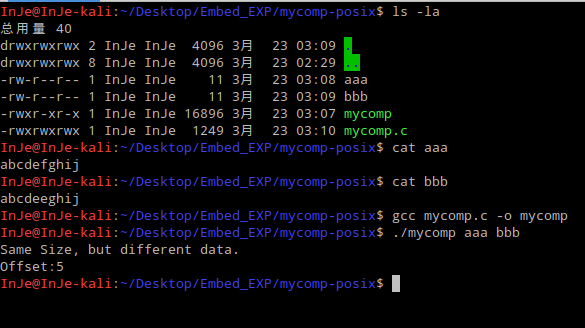 InJe@InJe-kali:~/Desktop/Embed_EXP/mycomp-posix$ ls -la
总用量 40
drwxrwxrwx 2 InJe InJe  4096 3月   23 03:09 .
drwxrwxrwx 8 InJe InJe  4096 3月   23 02:29 ..
-rw-r--r-- 1 InJe InJe    11 3月   23 03:08 aaa
-rw-r--r-- 1 InJe InJe    11 3月   23 03:09 bbb
-rwxr-xr-x 1 InJe InJe 16896 3月   23 03:07 mycomp
-rwxrwxrwx 1 InJe InJe  1249 3月   23 03:10 mycomp.c
InJe@InJe-kali:~/Desktop/Embed_EXP/mycomp-posix$ cat aaa
abcdefghij
InJe@InJe-kali:~/Desktop/Embed_EXP/mycomp-posix$ cat bbb
abcdeeghij
InJe@InJe-kali:~/Desktop/Embed_EXP/mycomp-posix$ gcc mycomp.c -o mycomp
InJe@InJe-kali:~/Desktop/Embed_EXP/mycomp-posix$ ./mycomp aaa bbb
Same Size, but different data.
Offset:5
InJe@InJe-kali:~/Desktop/Embed_EXP/mycomp-posix$